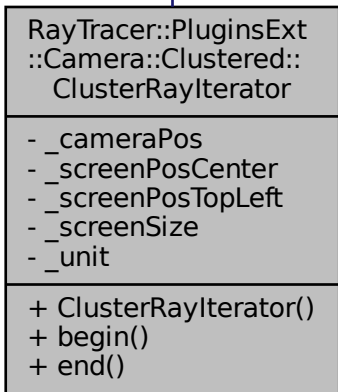 RayTracer::PluginsExt
::Camera::Clustered::
ClusterRayIterator
- _cameraPos
- _screenPosCenter
- _screenPosTopLeft
- _screenSize
- _unit
+ ClusterRayIterator()
+ begin()
+ end()